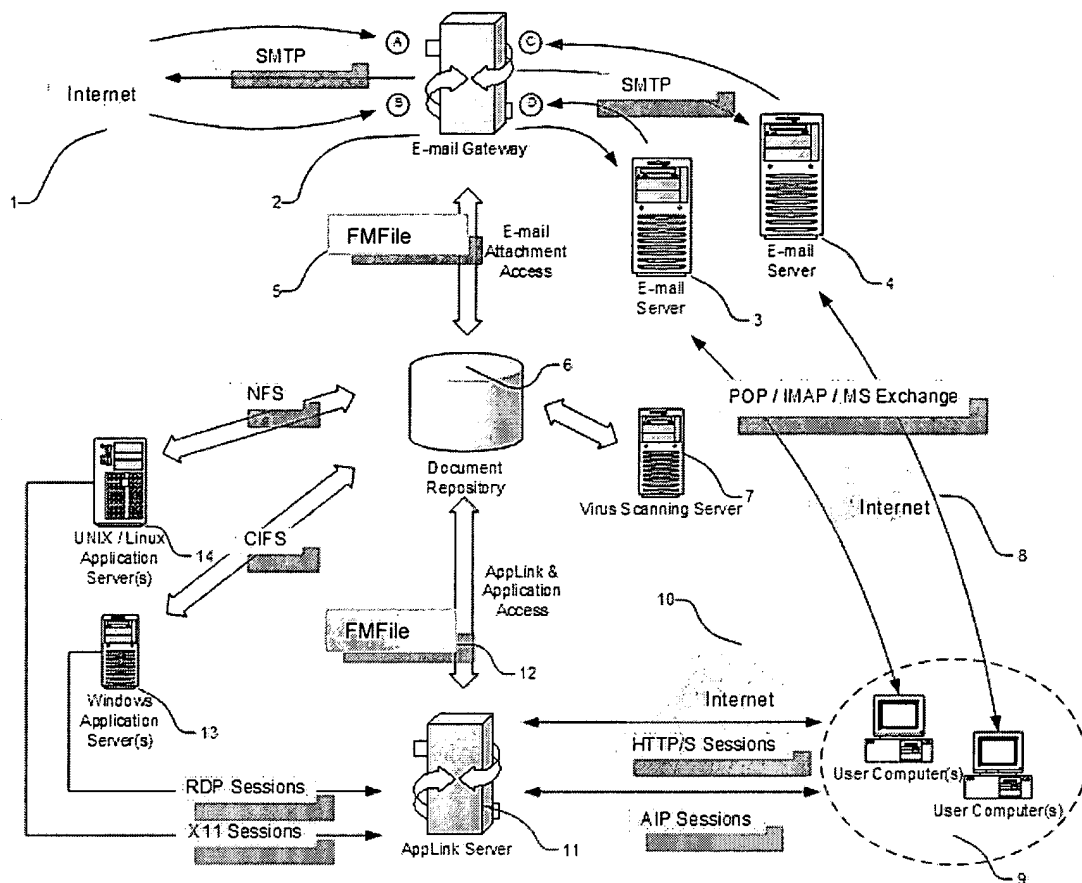 A
C
SMTP
Internet
SMTP
B
D
E-mail Gateway
1
2
FMFile
E-mail
Attachment
Access
5
E-mail
Server
4
E-mail
Server
3
6
NFS
POP / IMAP / MS Exchange
Document
Repository
7
Virus Scanning Server
Internet
8
UNIX / Linux
Application
Server(s)
14
CIFS
AppLink &
Application
Access
10
FMFile
12
Windows
Application
Server(s)
13
Internet
HTTP/S Sessions
User Computer(s)
User Computer(s)
RDP Sessions
X11 Sessions
AppLink Server
11
AIP Sessions
9